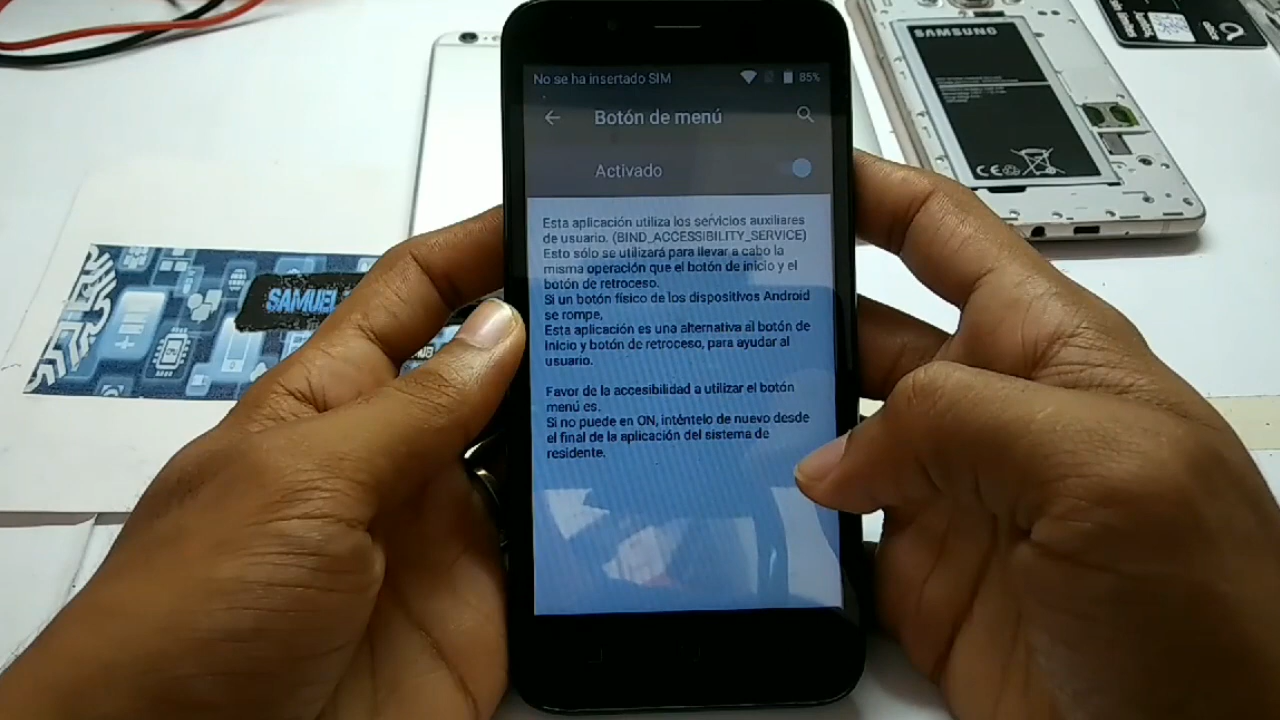 No se ha insertado SIM
85%
Botón de menú
Activado
Esta aplicación utiliza los servicios auxiliares
de usuario. (BIND_ACCESSIBILITY_SERVICE)
Esto sólo se utilizará para llevar a cabo la
misma operación que el botón de inicio y el
botón de retroceso.
Si un botón físico de los dispositivos Android
se rompe,
Esta aplicación es una alternativa al botón de
Inicio y botón de retroceso, para ayudar al
usuario.
Favor de la accesibilidad a utilizar el botón
menú es.
Si no puede en ON, inténtelo de nuevo desde
el final de la aplicación del sistema de
residente.
SAMUEL
SAMSUNG